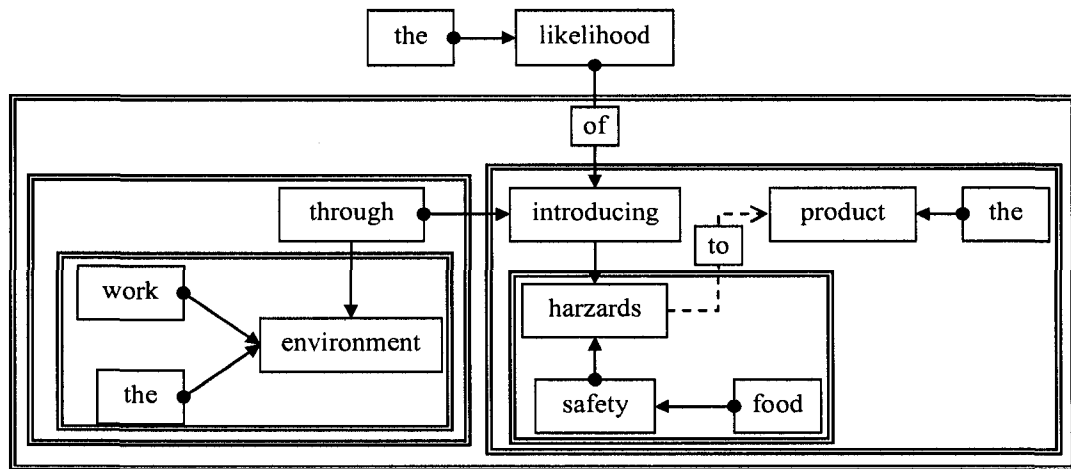 the likelihood
of
through introducing product the
to
work harzards
environment
the safety food